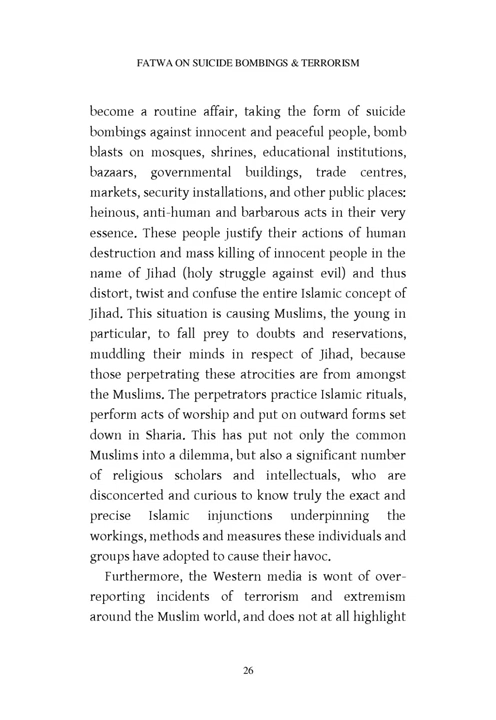 FATWA ON SUICIDE BOMBINGS & TERRORISM
become a routine affair, taking the form of suicide
bombings against innocent and peaceful people, bomb
blasts on mosques, shrines, educational institutions,
bazaars, governmental buildings, trade centres,
markets, security installations, and other public places:
heinous, anti-human and barbarous acts in their very
essence. These people justify their actions of human
destruction and mass killing of innocent people in the
name of Jihad (holy struggle against evil) and thus
distort, twist and confuse the entire Islamic concept of
Jihad. This situation is causing Muslims, the young in
particular, to fall prey to doubts and reservations,
muddling their minds in respect of Jihad, because
those perpetrating these atrocities are from amongst
the Muslims. The perpetrators practice Islamic rituals,
perform acts of worship and put on outward forms set
down in Sharia. This has put not only the common
Muslims into a dilemma, but also a significant number
of religious scholars and intellectuals, who are
disconcerted and curious to know truly the exact and
precise Islamic injunctions underpinning the
workings, methods and measures these individuals and
groups have adopted to cause their havoc.
Furthermore, the Western media is wont of over-
reporting incidents of terrorism and extremism
around the Muslim world, and does not at all highlight
26